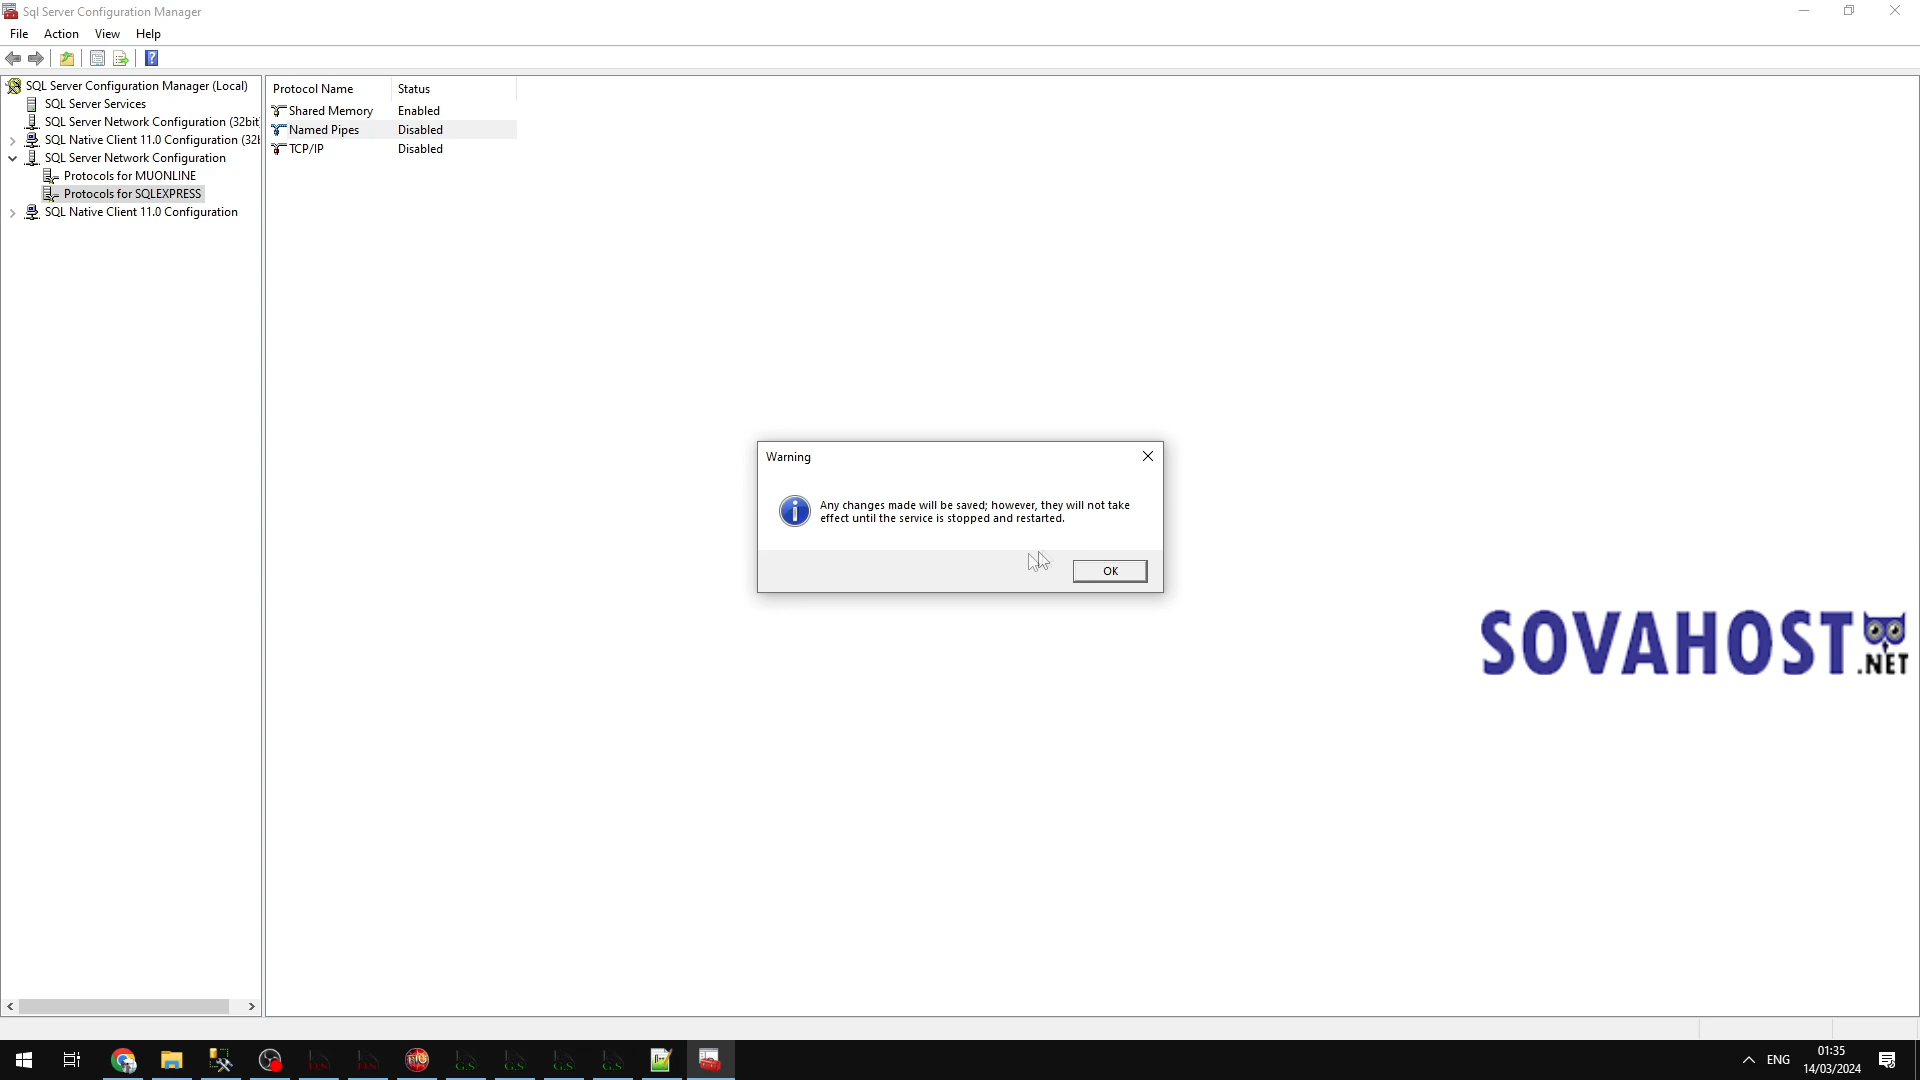 Sql Server Configuration Manager
File Action View Help
SQL Server Configuration Manager (Local)
SQL Server Services
SQL Server Network Configuration (32bit
SQL Native Client 11.0 Configuration (32b
SQL Server Network Configuration
Protocols for MUONLINE
Protocols for SQLEXPRESS
SQL Native Client 11.0 Configuration
Protocol Name Status
Shared Memory Enabled
Named Pipes Disabled
TCP/IP Disabled
Warning
Any changes made will be saved; however, they will not take
effect until the service is stopped and restarted.
OK
SOVAHOST
.NET
G.S G.S G.S G.S
ENG
01:35
14/03/2024